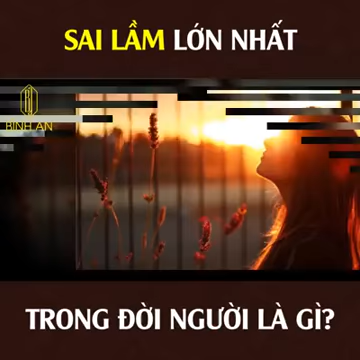 SAI LẦM LỚN NHẤT
BÌNH AN
TRONG ĐỜI NGƯỜI LÀ GÌ?